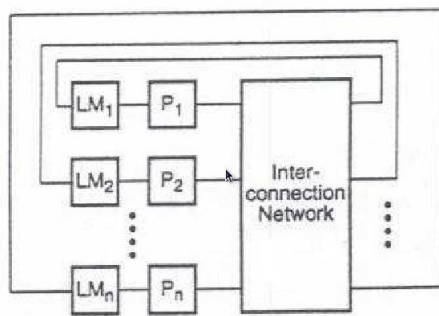 LM₁ P₁
LM₂ P₂
Inter-
connection
Network
LMₙ Pₙ